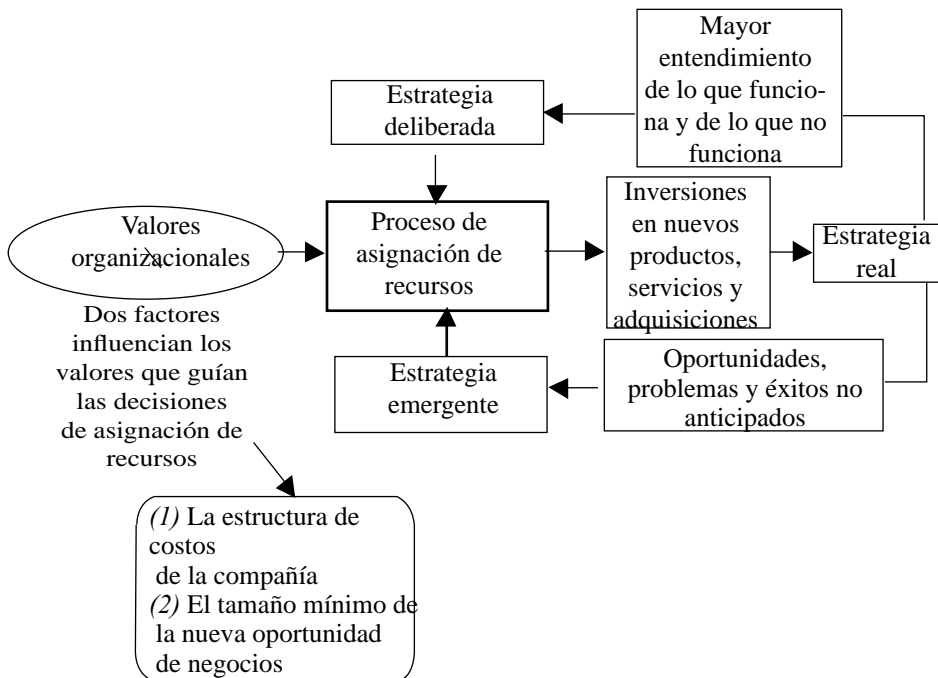 Mayor
entendimiento
de lo que funcio-
na y de lo que no
funciona
Estrategia
deliberada
Valores
organizacionales
Proceso de
asignación de
recursos
Inversiones
en nuevos
productos,
servicios y
adquisiciones
Estrategia
real
Dos factores
influencian los
valores que guían
las decisiones
de asignación de
recursos
Estrategia
emergente
Oportunidades,
problemas y éxitos no
anticipados
(1) La estructura de
costos
de la compañía
(2) El tamaño mínimo de
la nueva oportunidad
de negocios